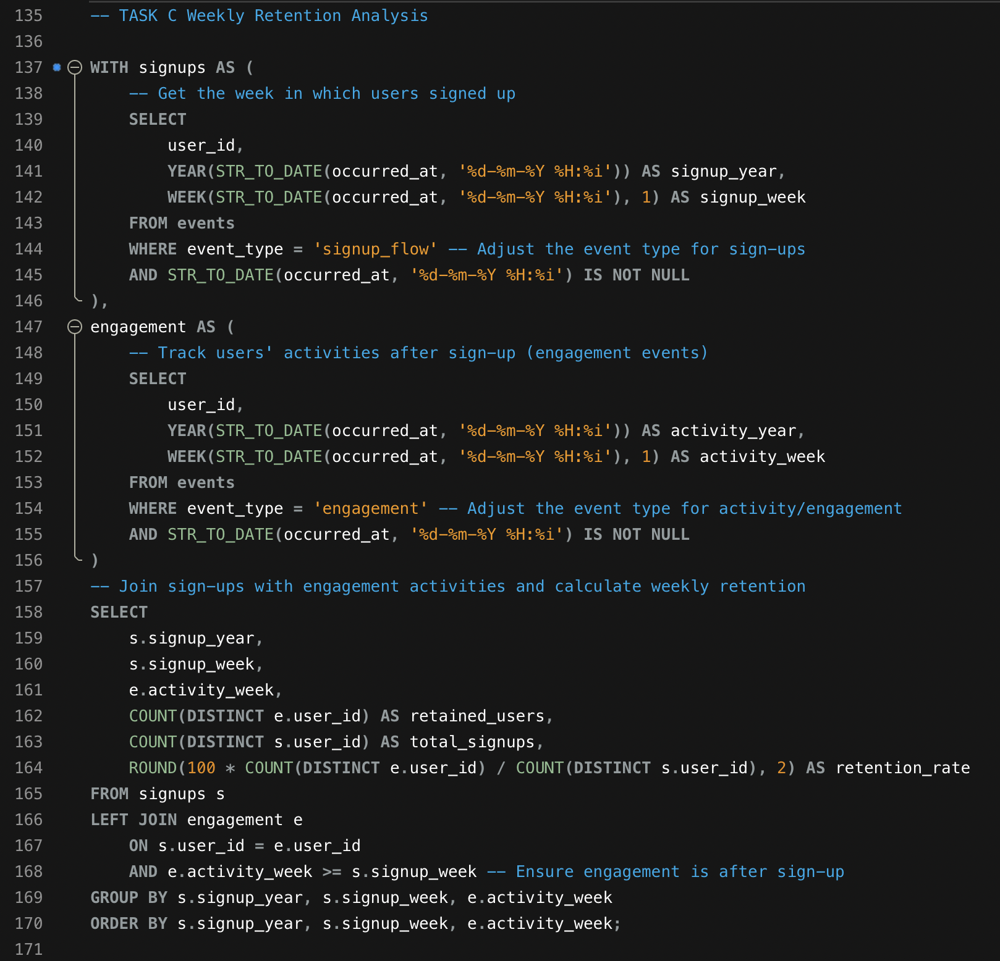 135 -- TASK C Weekly Retention Analysis
136
137 WITH signups AS (
138 -- Get the week in which users signed up
139 SELECT
140 user_id,
141 YEAR(STR_TO_DATE(occurred_at, '%d-%m-%Y %H:%i')) AS signup_year,
142 WEEK(STR_TO_DATE(occurred_at, '%d-%m-%Y %H:%i'), 1) AS signup_week
143 FROM events
144 WHERE event_type = 'signup_flow' -- Adjust the event type for sign-ups
145 AND STR_TO_DATE(occurred_at, '%d-%m-%Y %H:%i') IS NOT NULL
146 ),
147 engagement AS (
148 -- Track users' activities after sign-up (engagement events)
149 SELECT
150 user_id,
151 YEAR(STR_TO_DATE(occurred_at, '%d-%m-%Y %H:%i')) AS activity_year,
152 WEEK(STR_TO_DATE(occurred_at, '%d-%m-%Y %H:%i'), 1) AS activity_week
153 FROM events
154 WHERE event_type = 'engagement' -- Adjust the event type for activity/engagement
155 AND STR_TO_DATE(occurred_at, '%d-%m-%Y %H:%i') IS NOT NULL
156 )
157 -- Join sign-ups with engagement activities and calculate weekly retention
158 SELECT
159 s.signup_year,
160 s.signup_week,
161 e.activity_week,
162 COUNT(DISTINCT e.user_id) AS retained_users,
163 COUNT(DISTINCT s.user_id) AS total_signups,
164 ROUND(100 * COUNT(DISTINCT e.user_id) / COUNT(DISTINCT s.user_id), 2) AS retention_rate
165 FROM signups s
166 LEFT JOIN engagement e
167 ON s.user_id = e.user_id
168 AND e.activity_week >= s.signup_week -- Ensure engagement is after sign-up
169 GROUP BY s.signup_year, s.signup_week, e.activity_week
170 ORDER BY s.signup_year, s.signup_week, e.activity_week;
171